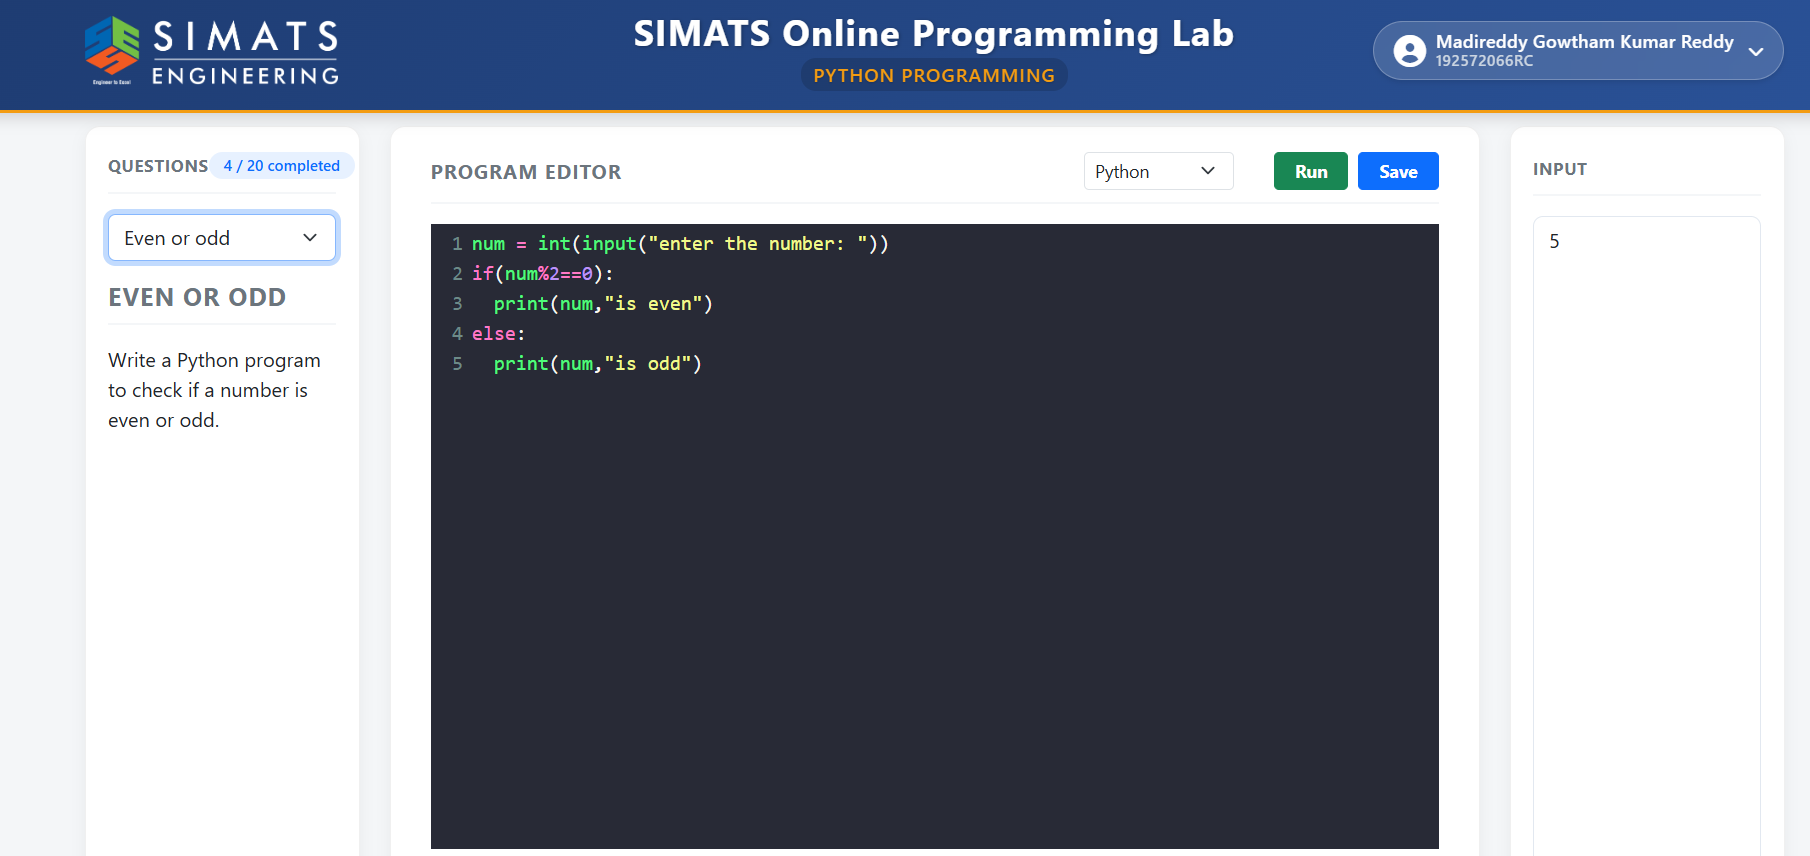 SIMATS
ENGINEERING
Engineer to Excel
SIMATS Online Programming Lab
PYTHON PROGRAMMING
Madireddy Gowtham Kumar Reddy
192572066RC
QUESTIONS 4 / 20 completed
Even or odd
EVEN OR ODD
Write a Python program
to check if a number is
even or odd.
PROGRAM EDITOR Python Run Save
1 num = int(input("enter the number: "))
2 if(num%2==0):
3   print(num,"is even")
4 else:
5   print(num,"is odd")
INPUT
5